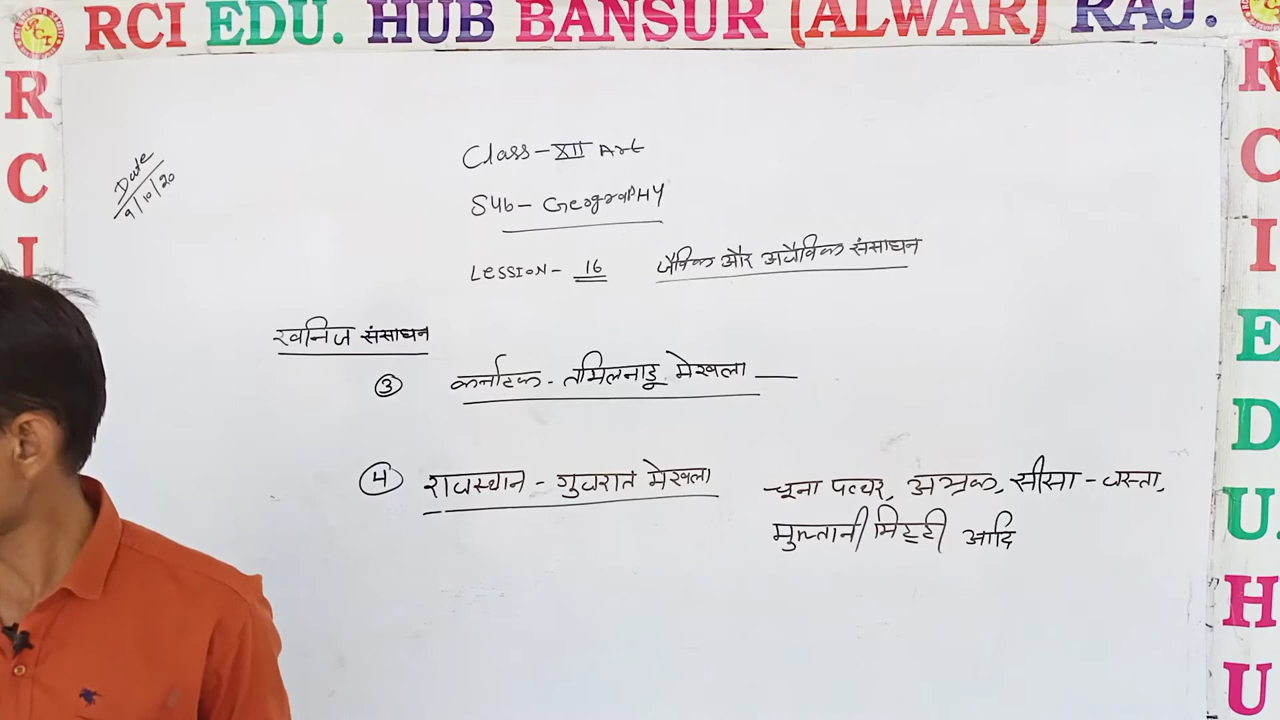 RCI EDU. HUB BANSUR (ALWAR) RAJ.
R
C
I
Date
9/10/20
Class-XII Art
Sub- GeograPHY
LESSION- 16 जैविक और अजैविक संसाधन
खनिज संसाधन
③ कर्नाटक - तमिलनाडू मेखला
④ राजस्थान - गुजरात मेखला चूना पत्थर, अभ्रक, सीसा - जस्ता,
मुल्तानी मिट्टी आदि
R
C
I
E
D
U.
H
U